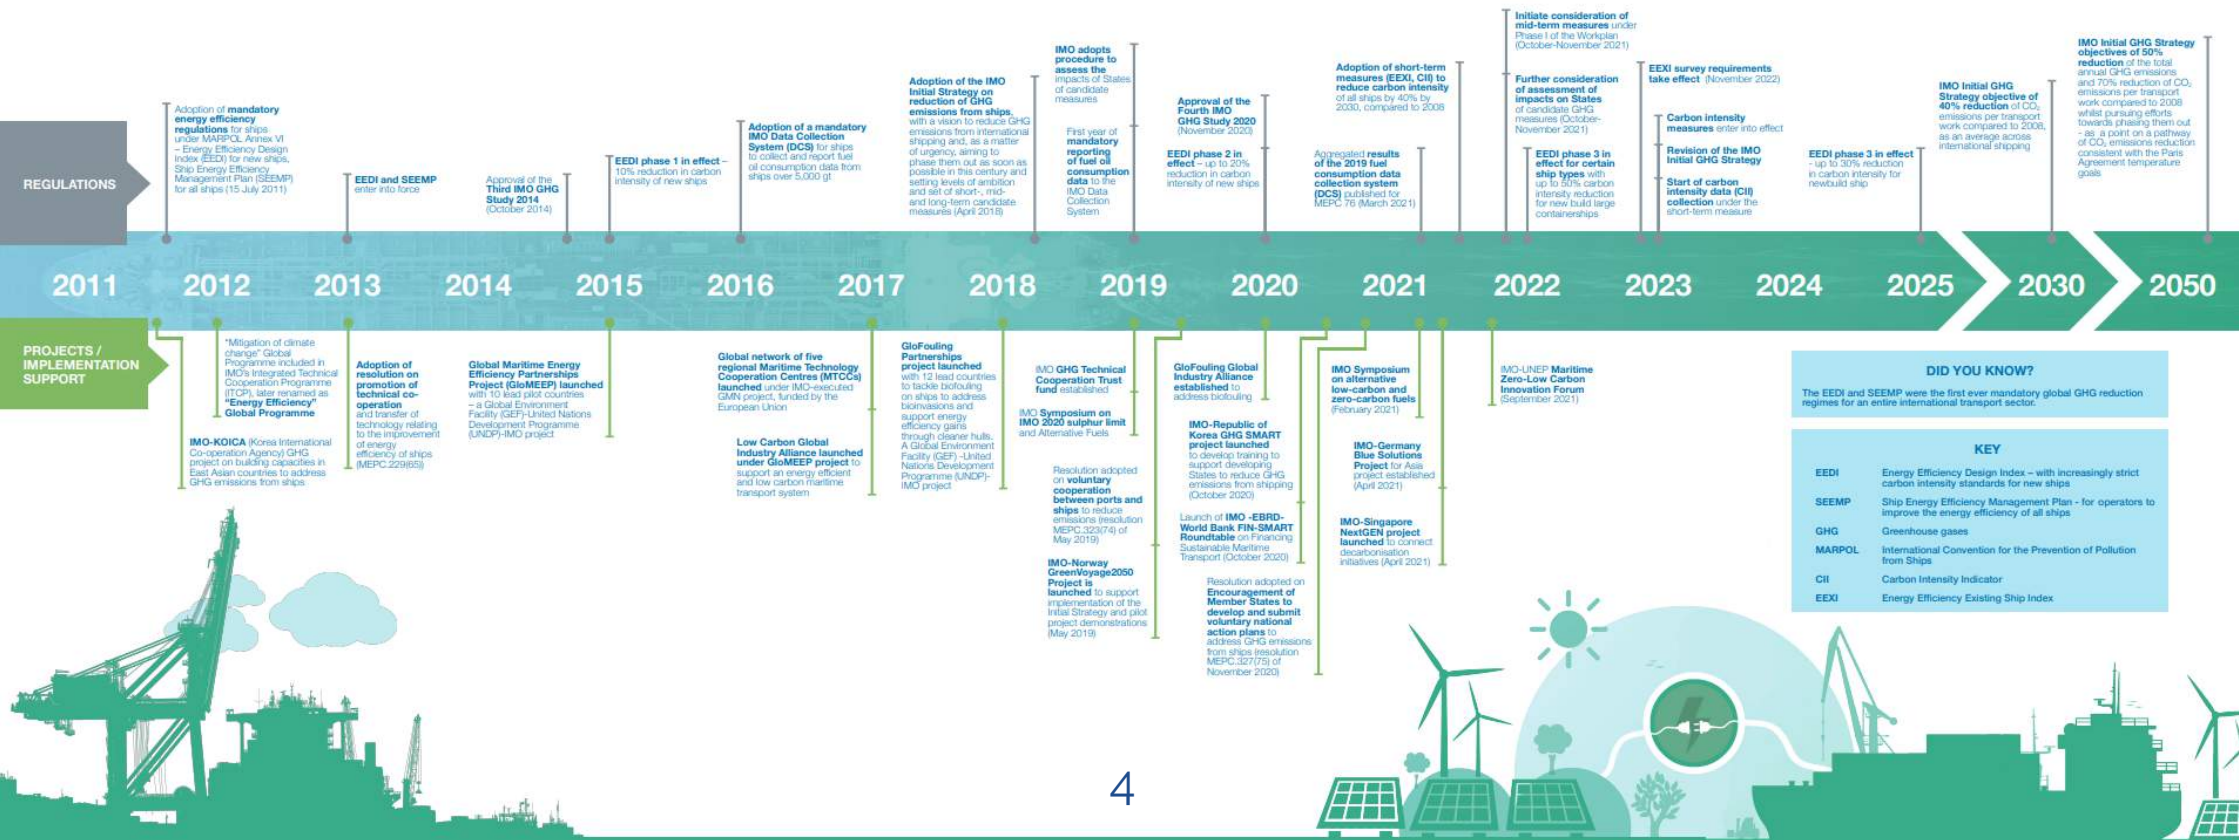 REGULATIONS
Adoption of mandatory
energy efficiency
regulations for ships
under MARPOL Annex VI
– Energy Efficiency Design
Index (EEDI) for new ships,
Ship Energy Efficiency
Management Plan (SEEMP)
for all ships (15 July 2011)
EEDI and SEEMP
enter into force
Approval of the
Third IMO GHG
Study 2014
(October 2014)
EEDI phase 1 in effect –
10% reduction in carbon
intensity of new ships
Adoption of a mandatory
IMO Data Collection
System (DCS) for ships
to collect and report fuel
oil consumption data from
ships over 5,000 gt
Adoption of the IMO
Initial Strategy on
reduction of GHG
emissions from ships,
with a vision to reduce GHG
emissions from international
shipping and, as a matter
of urgency, aiming to
phase them out as soon as
possible in this century and
setting levels of ambition
and set of short-, mid-
and long-term candidate
measures (April 2018)
IMO adopts
procedure to
assess the
impacts of States
of candidate
measures
First year of
mandatory
reporting
of fuel oil
consumption
data to the
IMO Data
Collection
System
Approval of the
Fourth IMO
GHG Study 2020
(November 2020)
EEDI phase 2 in
effect – up to 20%
reduction in carbon
intensity of new ships
Adoption of short-term
measures (EEXI, CII) to
reduce carbon intensity
of all ships by 40% by
2030, compared to 2008
Aggregated results
of the 2019 fuel
consumption data
collection system
(DCS) published for
MEPC 76 (March 2021)
Initiate consideration of
mid-term measures under
Phase I of the Workplan
(October-November 2021)
Further consideration
of assessment of
impacts on States
of candidate GHG
measures (October-
November 2021)
EEDI phase 3 in
effect for certain
ship types with
up to 50% carbon
intensity reduction
for new build large
containerships
EEXI survey requirements
take effect (November 2022)
Carbon intensity
measures enter into effect
Revision of the IMO
Initial GHG Strategy
Start of carbon
intensity data (CII)
collection under the
short-term measure
EEDI phase 3 in effect
- up to 30% reduction
in carbon intensity for
newbuild ship
IMO Initial GHG
Strategy objective of
40% reduction of CO₂
emissions per transport
work compared to 2008,
as an average across
international shipping
IMO Initial GHG Strategy
objectives of 50%
reduction of the total
annual GHG emissions
and 70% reduction of CO₂
emissions per transport
work compared to 2008
whilst pursuing efforts
towards phasing them out
- as a point on a pathway
of CO₂ emissions reduction
consistent with the Paris
Agreement temperature
goals
2011 2012 2013 2014 2015 2016 2017 2018 2019 2020 2021 2022 2023 2024 2025 2030 2050
PROJECTS /
IMPLEMENTATION
SUPPORT
"Mitigation of climate
change" Global
Programme included in
IMO's Integrated Technical
Cooperation Programme
(ITCP), later renamed as
"Energy Efficiency"
Global Programme
IMO-KOICA (Korea International
Co-operation Agency) GHG
project on building capacities in
East Asian countries to address
GHG emissions from ships
Adoption of
resolution on
promotion of
technical co-
operation
and transfer of
technology relating
to the improvement
of energy
efficiency of ships
(MEPC.229(65))
Global Maritime Energy
Efficiency Partnerships
Project (GloMEEP) launched
with 10 lead pilot countries
– a Global Environment
Facility (GEF)-United Nations
Development Programme
(UNDP)-IMO project
Global network of five
regional Maritime Technology
Cooperation Centres (MTCCs)
launched under IMO-executed
GMN project, funded by the
European Union
Low Carbon Global
Industry Alliance launched
under GloMEEP project to
support an energy efficient
and low carbon maritime
transport system
GloFouling
Partnerships
project launched
with 12 lead countries
to tackle biofouling
on ships to address
bioinvasions and
support energy
efficiency gains
through cleaner hulls.
A Global Environment
Facility (GEF) -United
Nations Development
Programme (UNDP)-
IMO project
IMO GHG Technical
Cooperation Trust
fund established
IMO Symposium on
IMO 2020 sulphur limit
and Alternative Fuels
Resolution adopted
on voluntary
cooperation
between ports and
ships to reduce
emissions (resolution
MEPC.323(74) of
May 2019)
IMO-Norway
GreenVoyage2050
Project is
launched to support
implementation of the
Initial Strategy and pilot
project demonstrations
(May 2019)
GloFouling Global
Industry Alliance
established to
address biofouling
IMO-Republic of
Korea GHG SMART
project launched
to develop training to
support developing
States to reduce GHG
emissions from shipping
(October 2020)
Launch of IMO -EBRD-
World Bank FIN-SMART
Roundtable on Financing
Sustainable Maritime
Transport (October 2020)
Resolution adopted on
Encouragement of
Member States to
develop and submit
voluntary national
action plans to
address GHG emissions
from ships (resolution
MEPC.327(75) of
November 2020)
IMO Symposium
on alternative
low-carbon and
zero-carbon fuels
(February 2021)
IMO-Germany
Blue Solutions
Project for Asia
project established
(April 2021)
IMO-Singapore
NextGEN project
launched to connect
decarbonisation
initiatives (April 2021)
IMO-UNEP Maritime
Zero-Low Carbon
Innovation Forum
(September 2021)
DID YOU KNOW?
The EEDI and SEEMP were the first ever mandatory global GHG reduction
regimes for an entire international transport sector.
KEY
EEDI Energy Efficiency Design Index – with increasingly strict
carbon intensity standards for new ships
SEEMP Ship Energy Efficiency Management Plan - for operators to
improve the energy efficiency of all ships
GHG Greenhouse gases
MARPOL International Convention for the Prevention of Pollution
from Ships
CII Carbon Intensity Indicator
EEXI Energy Efficiency Existing Ship Index
4